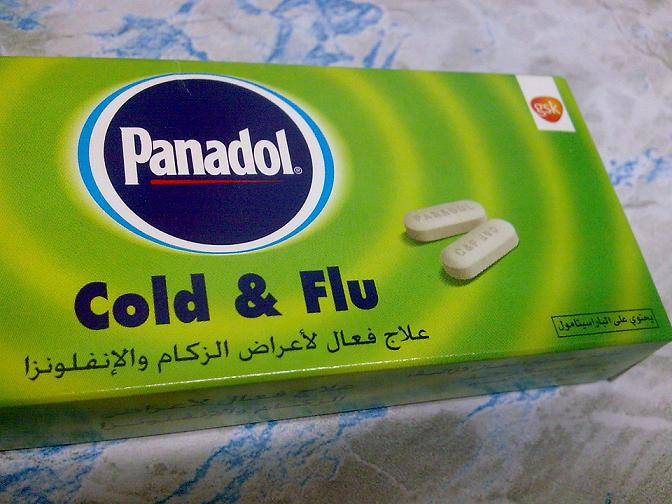 Panadol®
gsk
PANADOL
C&F
Cold & Flu
علاج فعال لأعراض الزكام والإنفلونزا
يحتوي على الباراسيتامول